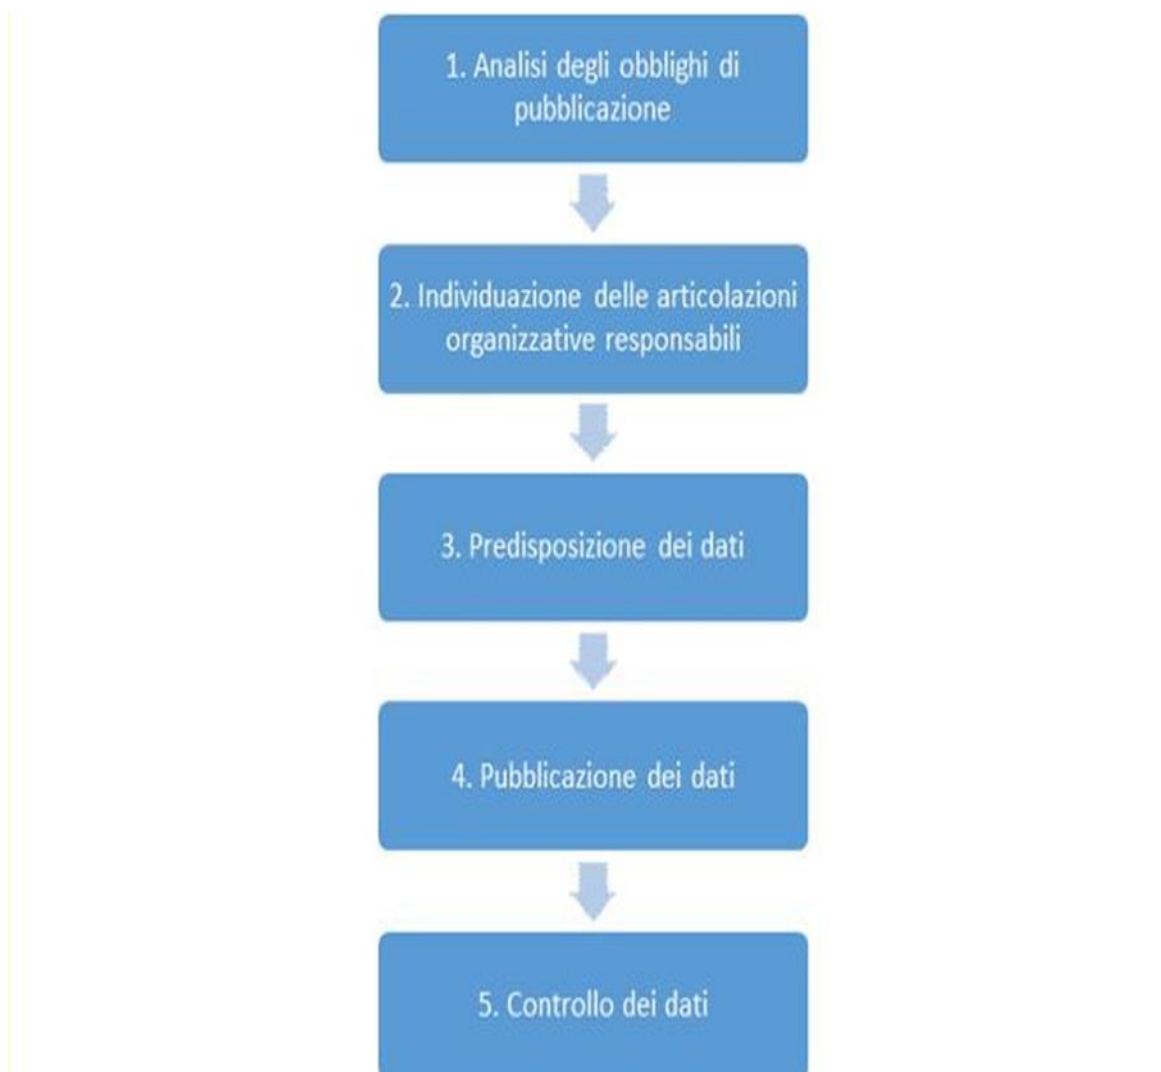 1. Analisi degli obblighi di
pubblicazione
2. Individuazione delle articolazioni
organizzative responsabili
3. Predisposizione dei dati
4. Pubblicazione dei dati
5. Controllo dei dati